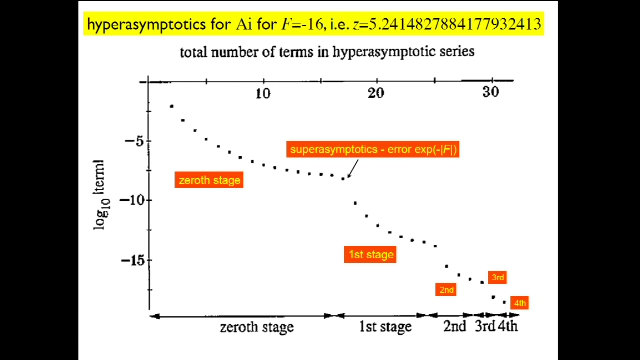 hyperasymptotics for Ai for F=-16, i.e. z=5.2414827884177932413
total number of terms in hyperasymptotic series
10 20 30
−5
superasymptotics - error exp(-|F|)
zeroth stage
−10
log10 |term|
1st stage
−15
3rd
2nd
4th
zeroth stage 1st stage 2nd 3rd 4th